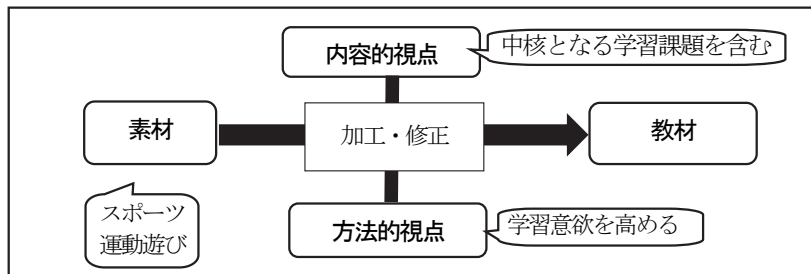 内容的視点
中核となる学習課題を含む
素材
加工・修正
教材
スポーツ
運動遊び
方法的視点
学習意欲を高める